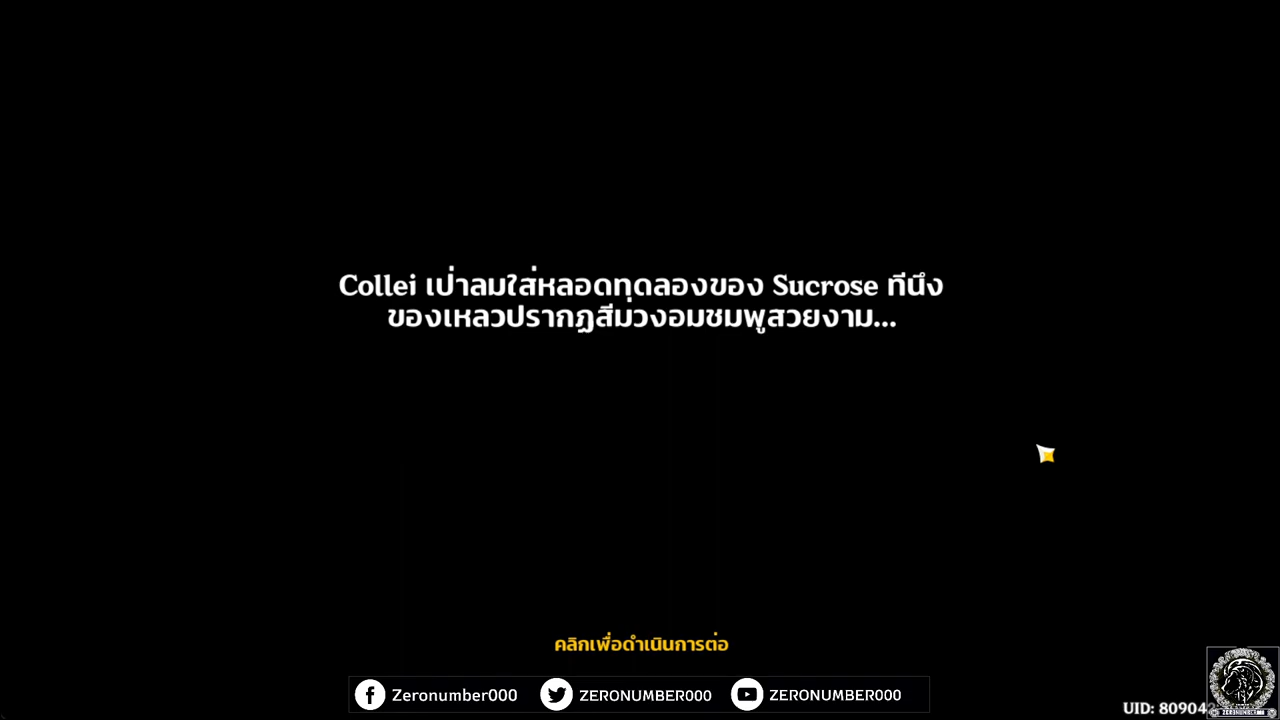 Collei เป่าลมใส่หลอดทดลองของ Sucrose ทีนึง
ของเหลวปรากฏสีม่วงอมชมพูสวยงาม...
คลิกเพื่อดำเนินการต่อ
Zeronumber000 ZERONUMBER000 ZERONUMBER000
UID: 80904
ZERONUMBER000